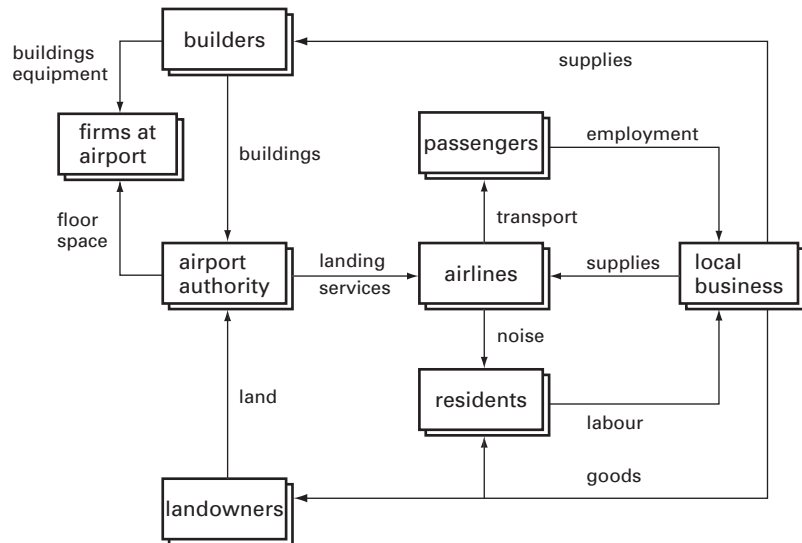 builders
buildings
equipment
supplies
firms at
airport
passengers
employment
buildings
transport
floor
space
airport
authority
landing
services
airlines
supplies
local
business
noise
land
residents
labour
goods
landowners